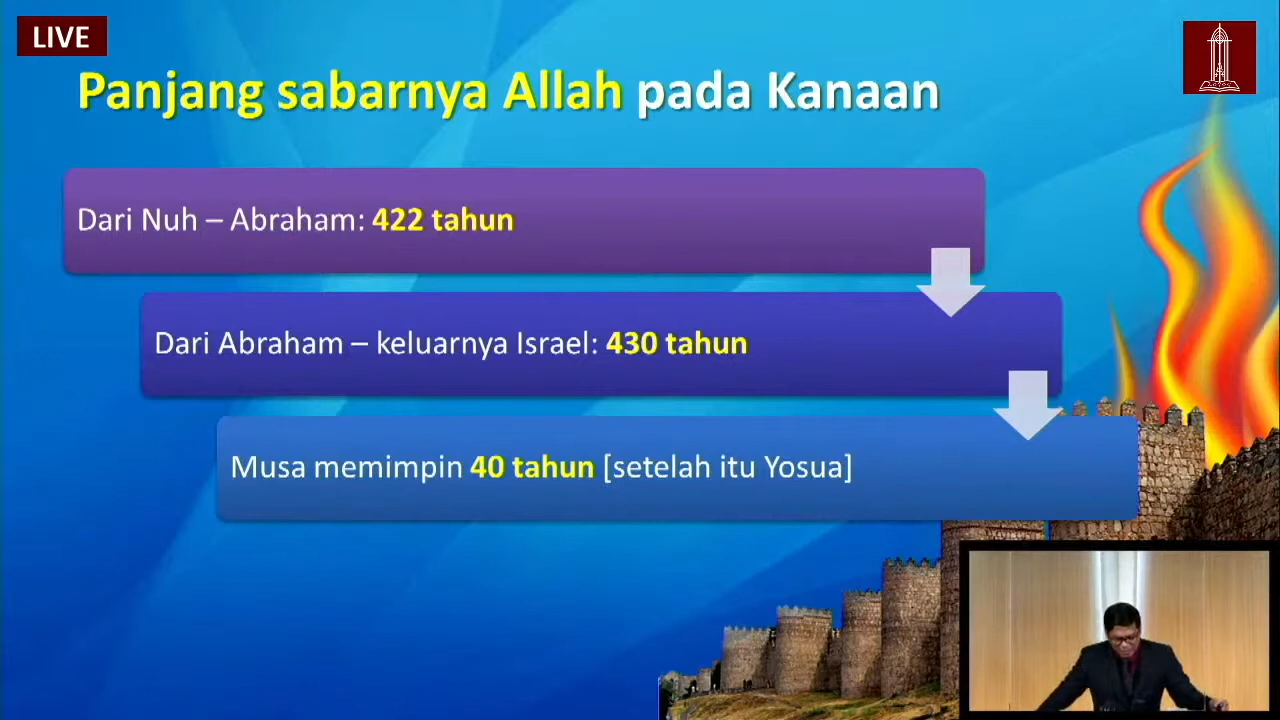 LIVE
Panjang sabarnya Allah pada Kanaan
Dari Nuh – Abraham: 422 tahun
Dari Abraham – keluarnya Israel: 430 tahun
Musa memimpin 40 tahun [setelah itu Yosua]